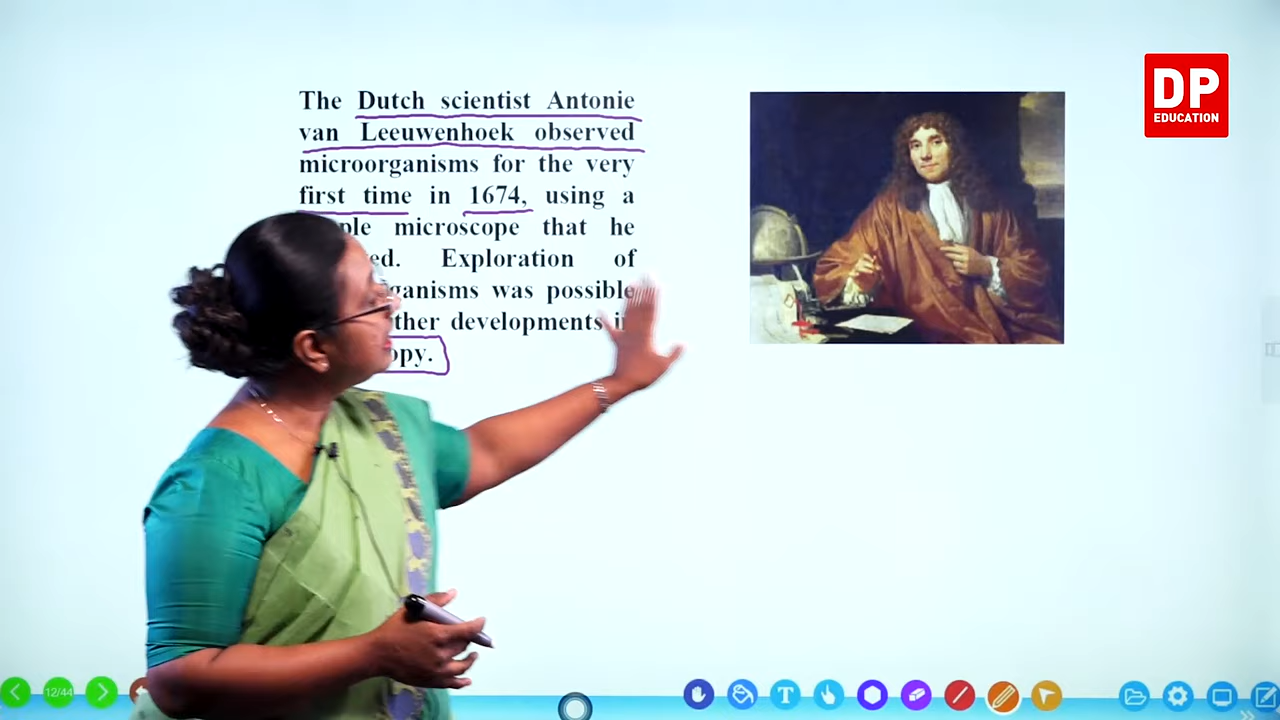 The Dutch scientist Antonie
van Leeuwenhoek observed
microorganisms for the very
first time in 1674, using a
microscope that he
Exploration of
was possible
developments
DP
EDUCATION
12/44
T